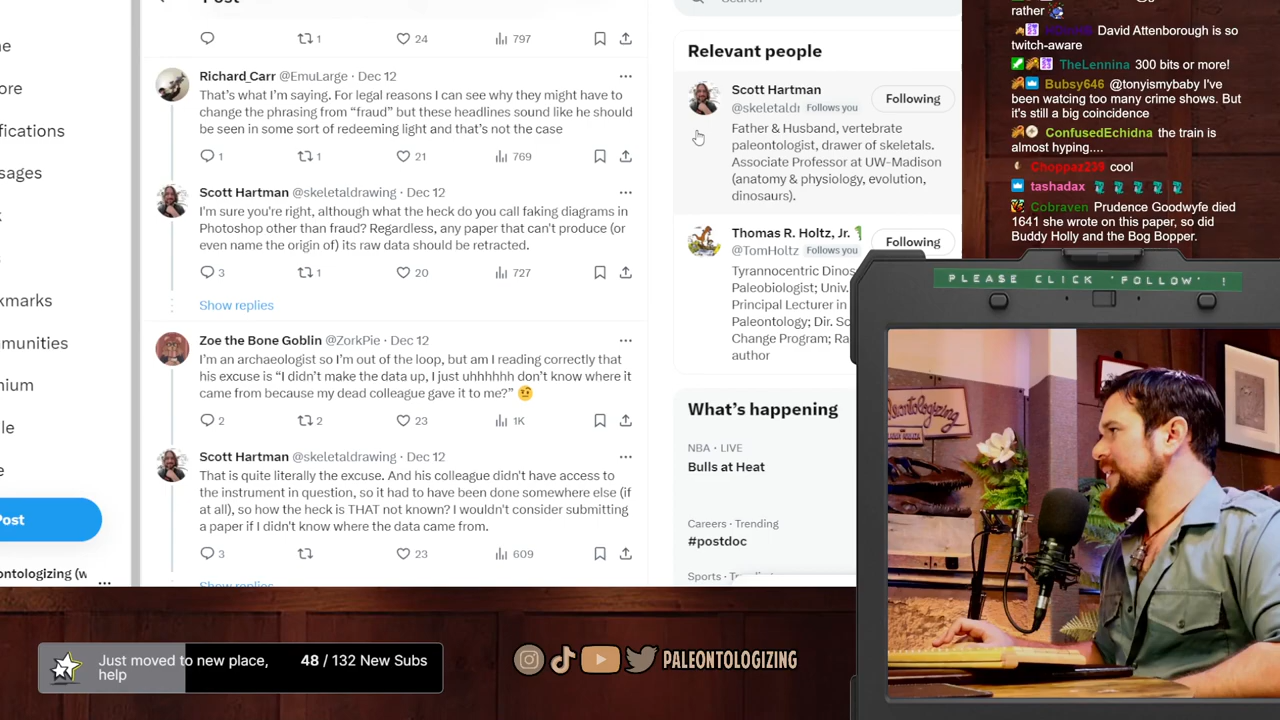 Post
1
24
797
Relevant people
Richard_Carr @EmuLarge · Dec 12
That's what I'm saying. For legal reasons I can see why they might have to
change the phrasing from “fraud” but these headlines sound like he should
be seen in some sort of redeeming light and that's not the case
1
1
21
769
Scott Hartman @skeletaldrawing · Dec 12
I'm sure you're right, although what the heck do you call faking diagrams in
Photoshop other than fraud? Regardless, any paper that can't produce (or
even name the origin of) its raw data should be retracted.
3
1
20
727
Show replies
Zoe the Bone Goblin @ZorkPie · Dec 12
I'm an archaeologist so I'm out of the loop, but am I reading correctly that
his excuse is “I didn't make the data up, I just uhhhhhh don't know where it
came from because my dead colleague gave it to me?” 🤨
2
2
23
1K
Scott Hartman @skeletaldrawing · Dec 12
That is quite literally the excuse. And his colleague didn't have access to
the instrument in question, so it had to have been done somewhere else (if
at all), so how the heck is THAT not known? I wouldn't consider submitting
a paper if I didn't know where the data came from.
3
23
609
Show replies
Scott Hartman
@skeletaldr Follows you
Following
Father & Husband, vertebrate
paleontologist, drawer of skeletals.
Associate Professor at UW-Madison
(anatomy & physiology, evolution,
dinosaurs).
Thomas R. Holtz, Jr.
@TomHoltz Follows you
Following
Tyrannocentric Dinos
Paleobiologist; Univ.
Principal Lecturer in
Paleontology; Dir. Sc
Change Program; Ra
author
What's happening
NBA · LIVE
Bulls at Heat
Careers · Trending
#postdoc
Sports ·
Post
rather
David Attenborough is so
twitch-aware
TheLennina 300 bits or more!
Bubsy646 @tonyismybaby I've
been watcing too many crime shows. But
it's still a big coincidence
ConfusedEchidna the train is
almost hyping....
Choppaz239 cool
tashadax
Cobraven Prudence Goodwyfe died
1641 she wrote on this paper, so did
Buddy Holly and the Bog Bopper.
PLEASE CLICK 'FOLLOW' !
Just moved to new place,
help
48 / 132 New Subs
PALEONTOLOGIZING